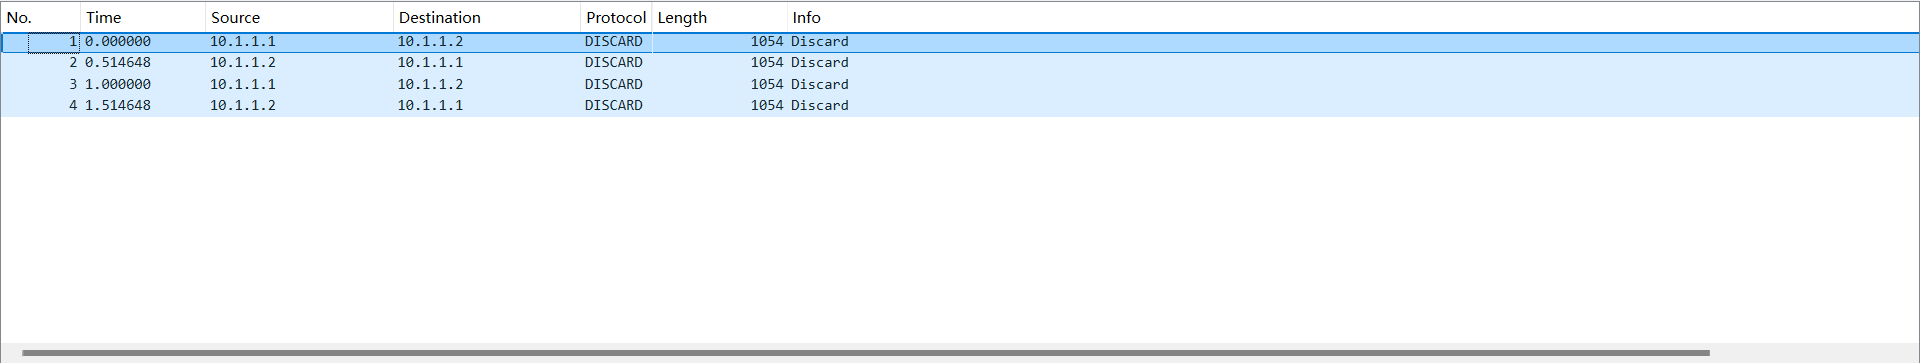 No. Time Source Destination Protocol Length Info
1 0.000000 10.1.1.1 10.1.1.2 DISCARD 1054 Discard
2 0.514648 10.1.1.2 10.1.1.1 DISCARD 1054 Discard
3 1.000000 10.1.1.1 10.1.1.2 DISCARD 1054 Discard
4 1.514648 10.1.1.2 10.1.1.1 DISCARD 1054 Discard